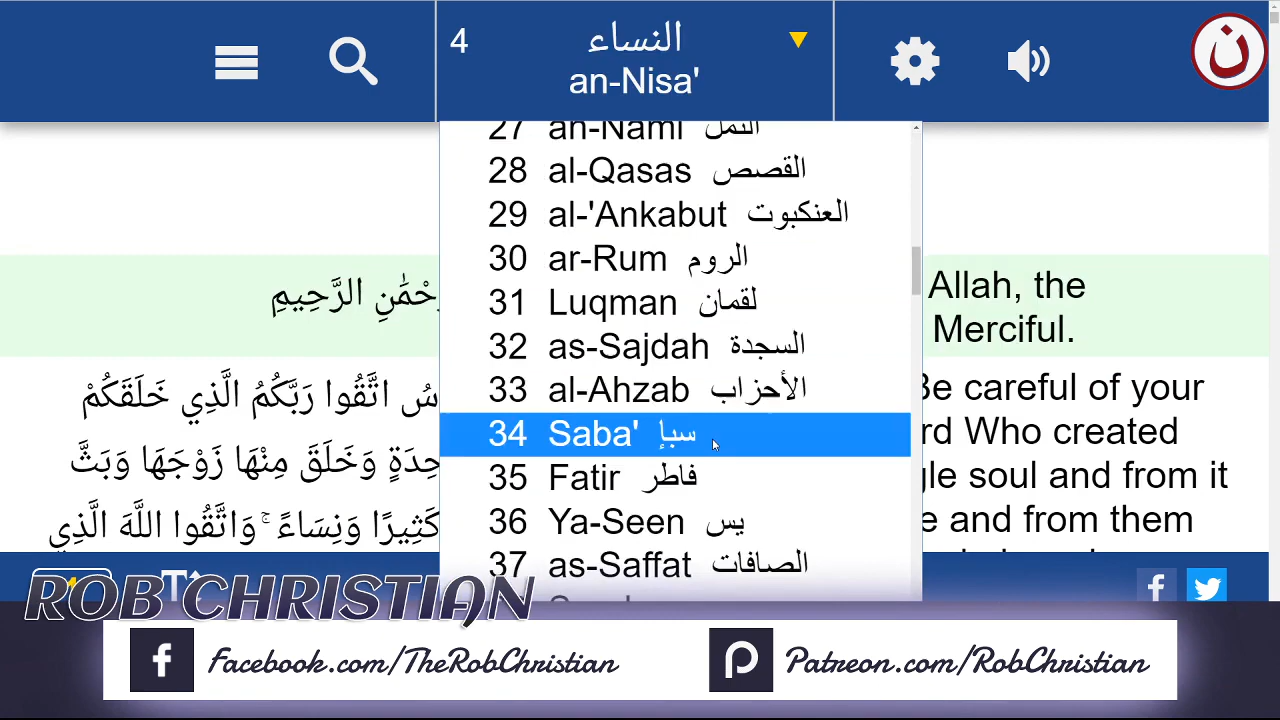 4
النساء
an-Nisa'
ن
27 an-Naml النمل
28 al-Qasas القصص
29 al-'Ankabut العنكبوت
30 ar-Rum الروم
31 Luqman لقمان
32 as-Sajdah السجدة
33 al-Ahzab الأحزاب
34 Saba' سبإ
35 Fatir فاطر
36 Ya-Seen يس
37 as-Saffat الصافات
الرَّحِيمِ
اتَّقُوا رَبَّكُمُ الَّذِي خَلَقَكُمْ
وَخَلَقَ مِنْهَا زَوْجَهَا وَبَثَّ
كَثِيرًا وَنِسَاءً ۚ وَاتَّقُوا اللَّهَ الَّذِي
Allah, the
Merciful.
Be careful of your
Who created
soul and from it
and from them
ROB CHRISTIAN
Facebook.com/TheRobChristian
Patreon.com/RobChristian